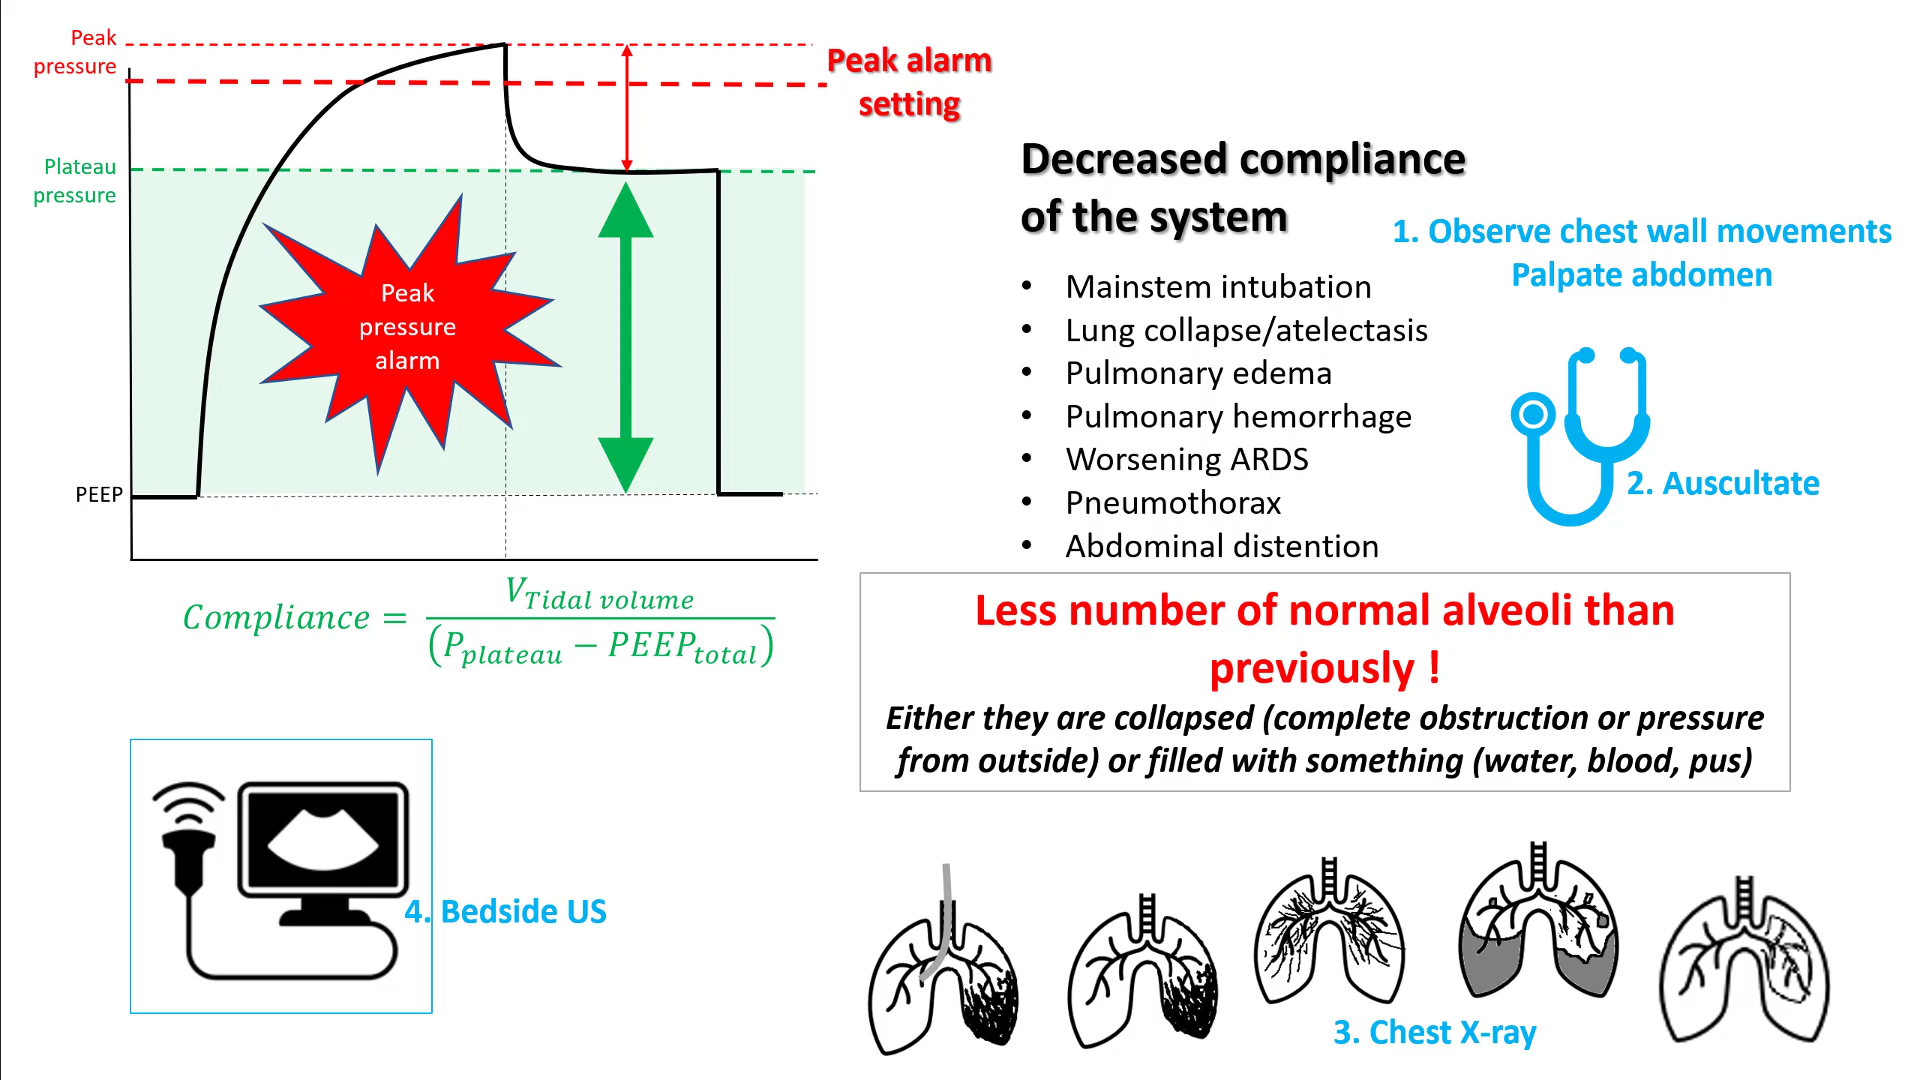 Peak
pressure
Peak alarm
setting
Plateau
pressure
Peak
pressure
alarm
PEEP
Compliance = V_Tidal volume / (P_plateau − PEEP_total)
Decreased compliance
of the system
• Mainstem intubation
• Lung collapse/atelectasis
• Pulmonary edema
• Pulmonary hemorrhage
• Worsening ARDS
• Pneumothorax
• Abdominal distention
1. Observe chest wall movements
Palpate abdomen
2. Auscultate
Less number of normal alveoli than
previously !
Either they are collapsed (complete obstruction or pressure
from outside) or filled with something (water, blood, pus)
4. Bedside US
3. Chest X-ray